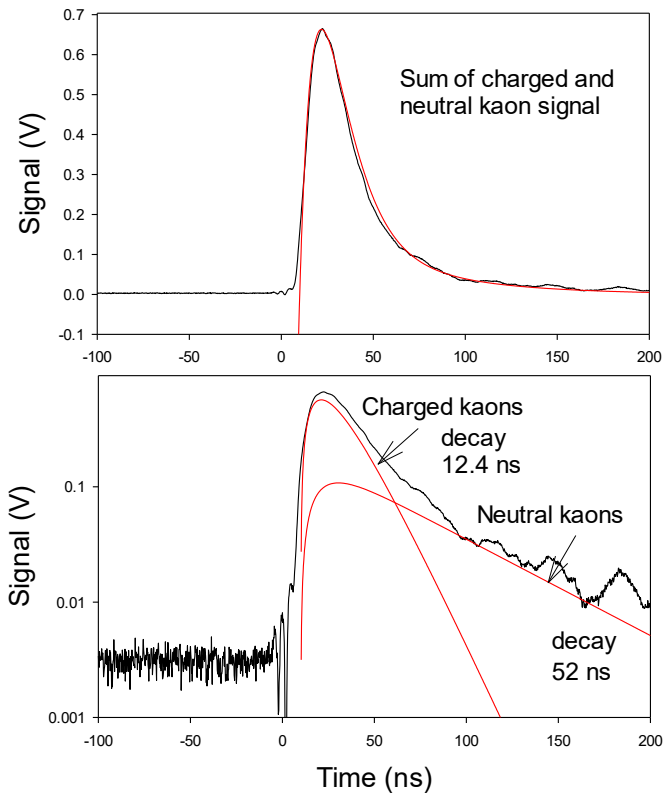 0.7
0.6
0.5
0.4
0.3
0.2
0.1
0.0
-0.1
Signal (V)
Sum of charged and
neutral kaon signal
-100 -50 0 50 100 150 200
0.1
0.01
0.001
Signal (V)
Charged kaons
decay
12.4 ns
Neutral kaons
decay
52 ns
-100 -50 0 50 100 150 200
Time (ns)